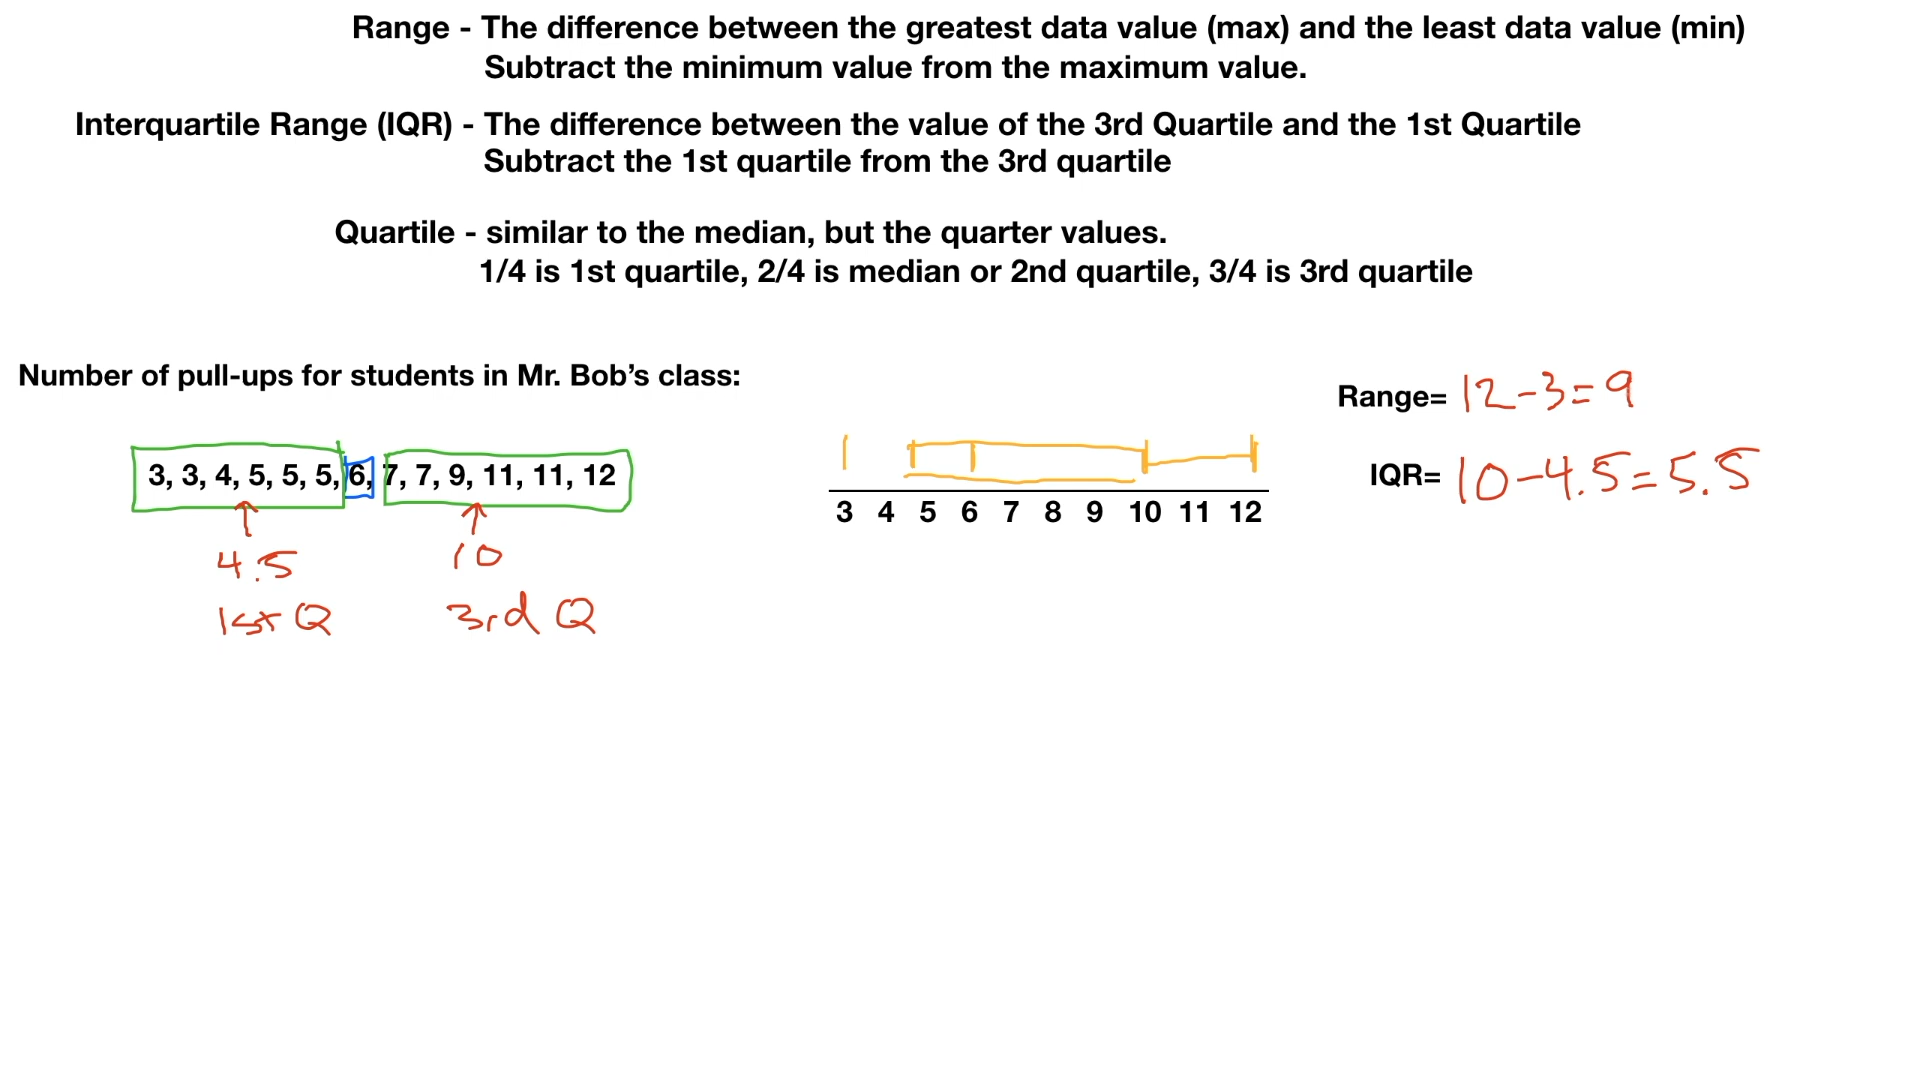 Range - The difference between the greatest data value (max) and the least data value (min)
Subtract the minimum value from the maximum value.
Interquartile Range (IQR) - The difference between the value of the 3rd Quartile and the 1st Quartile
Subtract the 1st quartile from the 3rd quartile
Quartile - similar to the median, but the quarter values.
1/4 is 1st quartile, 2/4 is median or 2nd quartile, 3/4 is 3rd quartile
Number of pull-ups for students in Mr. Bob's class:
3, 3, 4, 5, 5, 5, 6, 7, 7, 9, 11, 11, 12
4.5
1st Q
10
3rd Q
3 4 5 6 7 8 9 10 11 12
Range= 12-3=9
IQR= 10-4.5=5.5